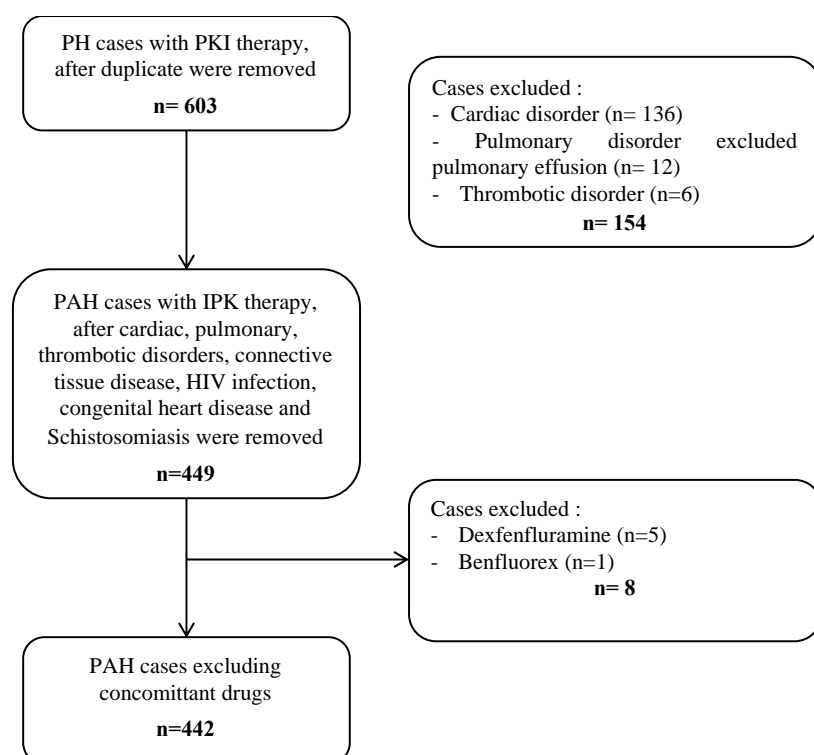 PH cases with PKI therapy,
after duplicate were removed
n= 603
Cases excluded :
- Cardiac disorder (n= 136)
- Pulmonary disorder excluded
pulmonary effusion (n= 12)
- Thrombotic disorder (n=6)
n= 154
PAH cases with IPK therapy,
after cardiac, pulmonary,
thrombotic disorders, connective
tissue disease, HIV infection,
congenital heart disease and
Schistosomiasis were removed
n=449
Cases excluded :
- Dexfenfluramine (n=5)
- Benfluorex (n=1)
n= 8
PAH cases excluding
concomittant drugs
n=442